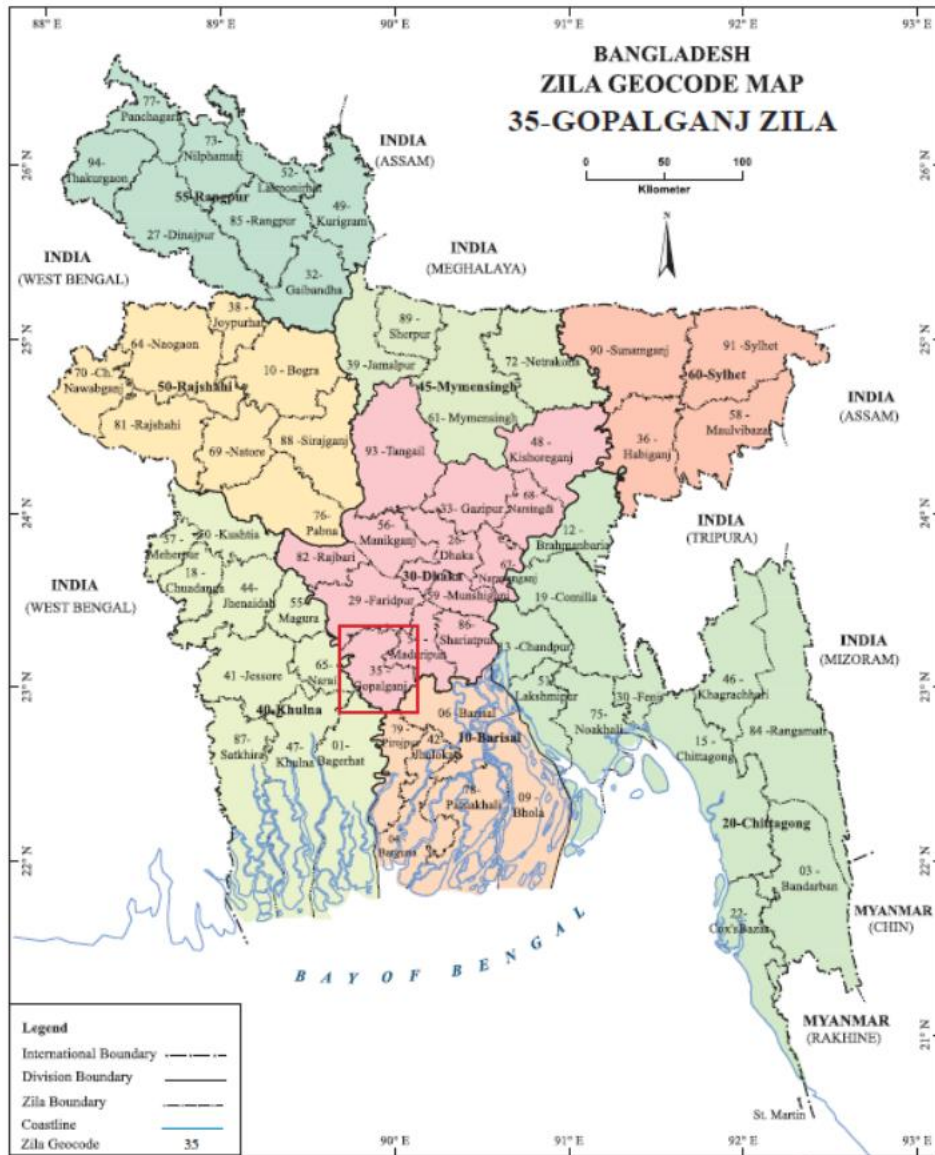 88° E 89° E 90° E 91° E 92° E 93° E
BANGLADESH
ZILA GEOCODE MAP
35-GOPALGANJ ZILA
0 50 100
Kilometer
N
26° N
25° N
24° N
23° N
22° N
21° N
26° N
25° N
24° N
23° N
22° N
21° N
INDIA
(ASSAM)
INDIA
(WEST BENGAL)
INDIA
(MEGHALAYA)
INDIA
(ASSAM)
INDIA
(TRIPURA)
INDIA
(WEST BENGAL)
INDIA
(MIZORAM)
MYANMAR
(CHIN)
MYANMAR
(RAKHINE)
77-
Panchagarh
94-
Thakurgaon
73-
Nilphamari
52-
Lalmonirhat
55-Rangpur
85 -Rangpur
49-
Kurigram
27 -Dinajpur
32-
Gaibandha
38 -
Joypurhat
64 -Naogaon
70 -Ch.
Nawabganj
50-Rajshahi
10 - Bogra
81 -Rajshahi
69 -Natore
88 -Sirajganj
76-
Pabna
89 -
Sherpur
39 -Jamalpur
72 -Netrakona
45-Mymensingh
61 -Mymensingh
90 -Sunamganj
91 -Sylhet
60-Sylhet
36 -
Habiganj
58 -
Maulvibazar
93 -Tangail
48 -
Kishoreganj
33- Gazipur
68-
Narsingdi
56-
Manikganj
26-
Dhaka
82 -Rajbari
30-Dhaka
67-
Narayanganj
29 -Faridpur
59 -Munshiganj
86-
Shariatpur
54 -
Madaripur
35 -
Gopalganj
57 -
Meherpur
50 -Kushtia
18 -
Chuadanga
44-
Jhenaidah
55-
Magura
41 -Jessore
65-
Narail
40-Khulna
87-
Satkhira
47-
Khulna
01-
Bagerhat
06 -Barisal
79 -
Pirojpur
42-
Jhalokati
10-Barisal
78-
Patuakhali
09 -
Bhola
04-
Barguna
12 -
Brahmanbaria
19 -Comilla
13 -Chandpur
51-
Lakshmipur
75-
Noakhali
30 -Feni
46 -
Khagrachhari
84 -Rangamati
15 -
Chittagong
20-Chittagong
03 -
Bandarban
22-
Cox'sBazar
St. Martin
BAY OF BENGAL
Legend
International Boundary
Division Boundary
Zila Boundary
Coastline
Zila Geocode 35
88° E 89° E 90° E 91° E 92° E 93° E